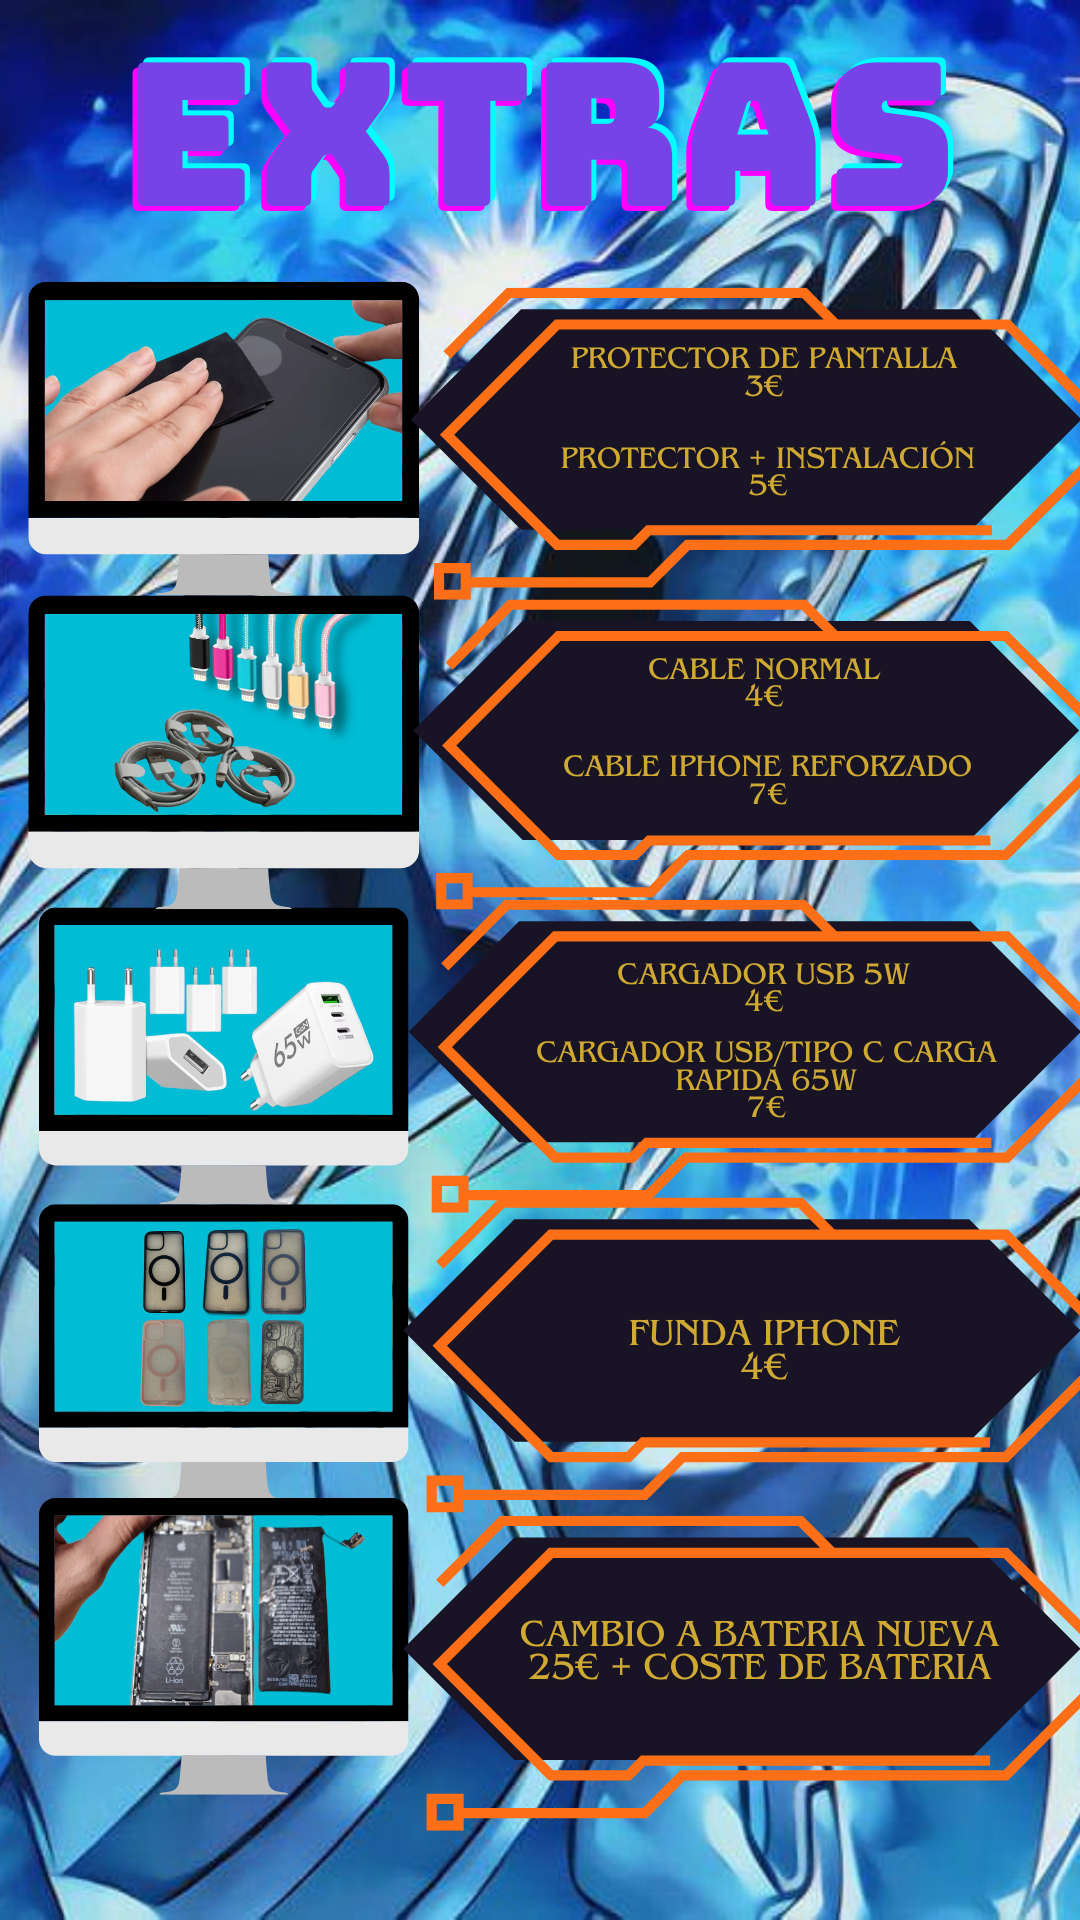 EXTRAS
PROTECTOR DE PANTALLA
3€
PROTECTOR + INSTALACIÓN
5€
CABLE NORMAL
4€
CABLE IPHONE REFORZADO
7€
CARGADOR USB 5W
4€
65W
GaN
CARGADOR USB/TIPO C CARGA
RAPIDA 65W
7€
FUNDA IPHONE
4€
CAMBIO A BATERIA NUEVA
25€ + COSTE DE BATERIA
Li-ion